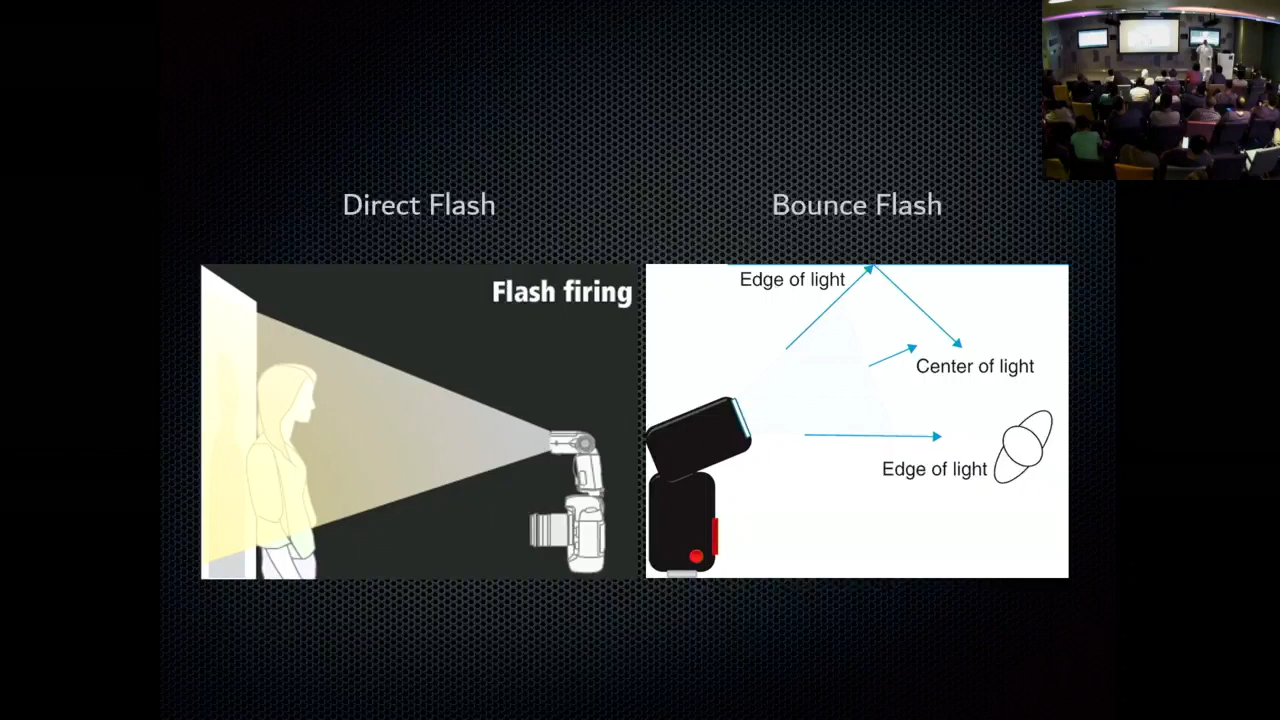 Direct Flash
Bounce Flash
Flash firing
Edge of light
Center of light
Edge of light